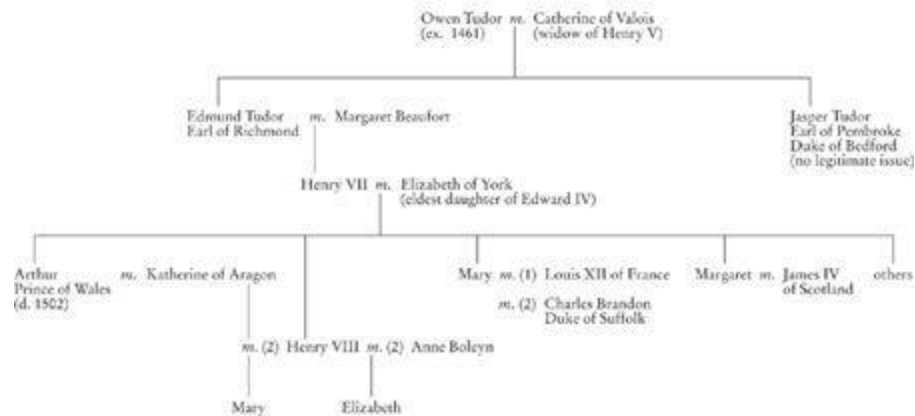 Owen Tudor m. Catherine of Valois
(ex. 1461) (widow of Henry V)
Edmund Tudor m. Margaret Beaufort
Earl of Richmond
Jasper Tudor
Earl of Pembroke
Duke of Bedford
(no legitimate issue)
Henry VII m. Elizabeth of York
(eldest daughter of Edward IV)
Arthur m. Katherine of Aragon
Prince of Wales
(d. 1502)
Mary m. (1) Louis XII of France
m. (2) Charles Brandon
Duke of Suffolk
Margaret m. James IV
of Scotland
others
m. (2) Henry VIII m. (2) Anne Boleyn
Mary
Elizabeth